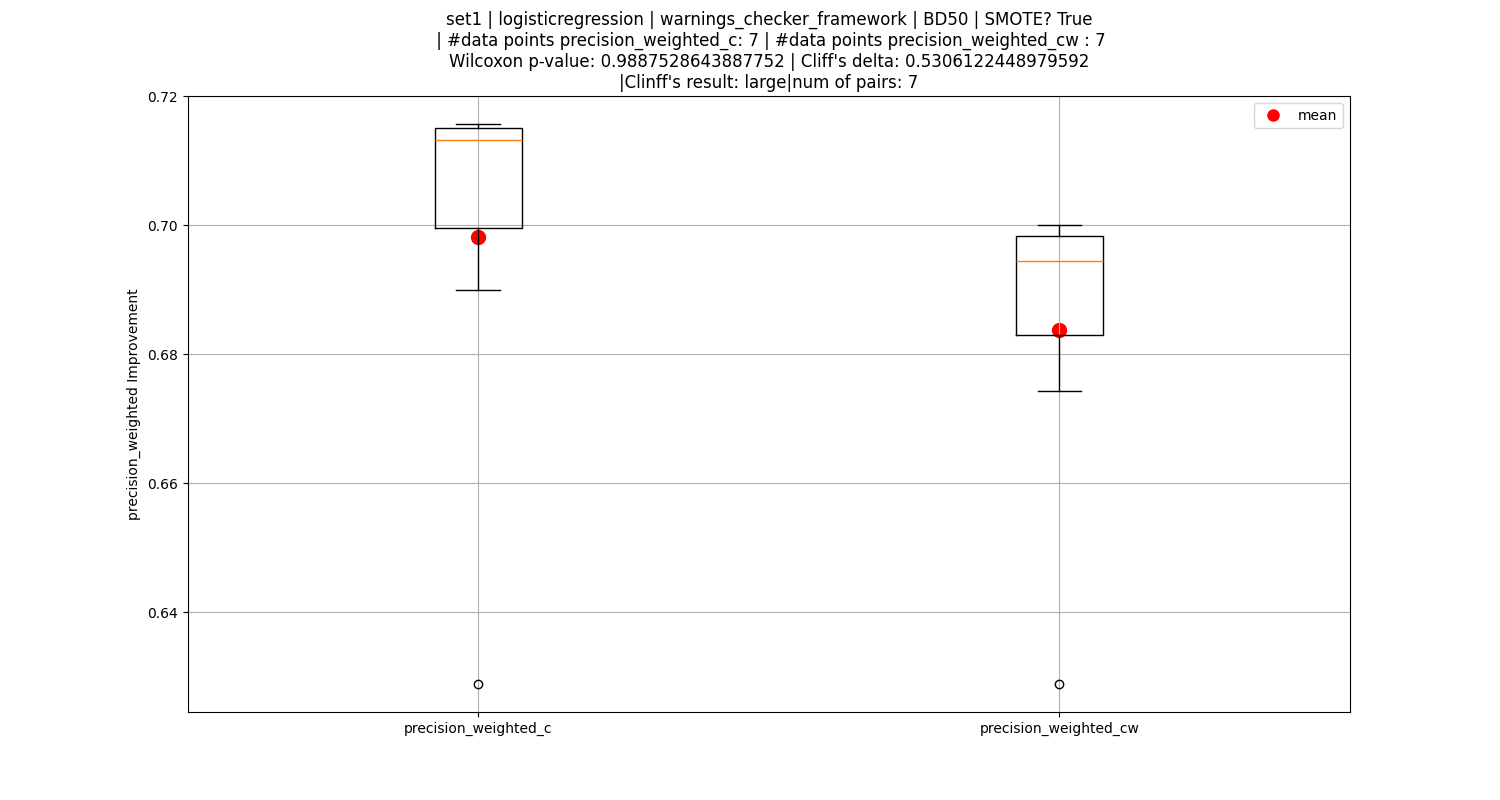 set1 | logisticregression | warnings_checker_framework | BD50 | SMOTE? True
| #data points precision_weighted_c: 7 | #data points precision_weighted_cw : 7
Wilcoxon p-value: 0.9887528643887752 | Cliff's delta: 0.5306122448979592
|Clinff's result: large|num of pairs: 7
mean
precision_weighted Improvement
0.72
0.70
0.68
0.66
0.64
precision_weighted_c
precision_weighted_cw